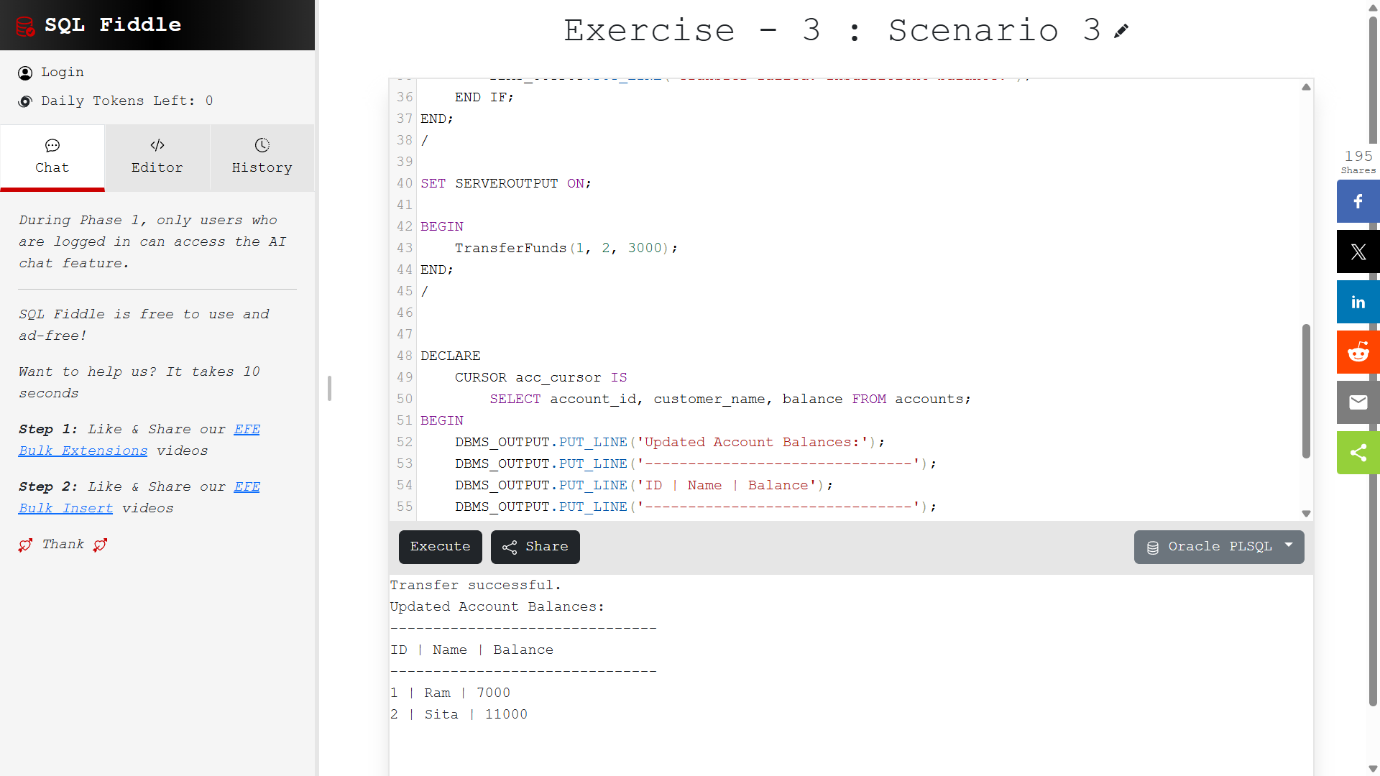 SQL Fiddle
Login
Daily Tokens Left: 0
Chat
Editor
History
During Phase 1, only users who
are logged in can access the AI
chat feature.
SQL Fiddle is free to use and
ad-free!
Want to help us? It takes 10
seconds
Step 1: Like & Share our EFE
Bulk Extensions videos
Step 2: Like & Share our EFE
Bulk Insert videos
Thank
Exercise - 3 : Scenario 3
36 END IF;
37 END;
38 /
39
40 SET SERVEROUTPUT ON;
41
42 BEGIN
43 TransferFunds(1, 2, 3000);
44 END;
45 /
46
47
48 DECLARE
49 CURSOR acc_cursor IS
50 SELECT account_id, customer_name, balance FROM accounts;
51 BEGIN
52 DBMS_OUTPUT.PUT_LINE('Updated Account Balances:');
53 DBMS_OUTPUT.PUT_LINE('-------------------------------');
54 DBMS_OUTPUT.PUT_LINE('ID | Name | Balance');
55 DBMS_OUTPUT.PUT_LINE('-------------------------------');
Execute
Share
Oracle PLSQL
Transfer successful.
Updated Account Balances:
-------------------------------
ID | Name | Balance
-------------------------------
1 | Ram | 7000
2 | Sita | 11000
195
Shares